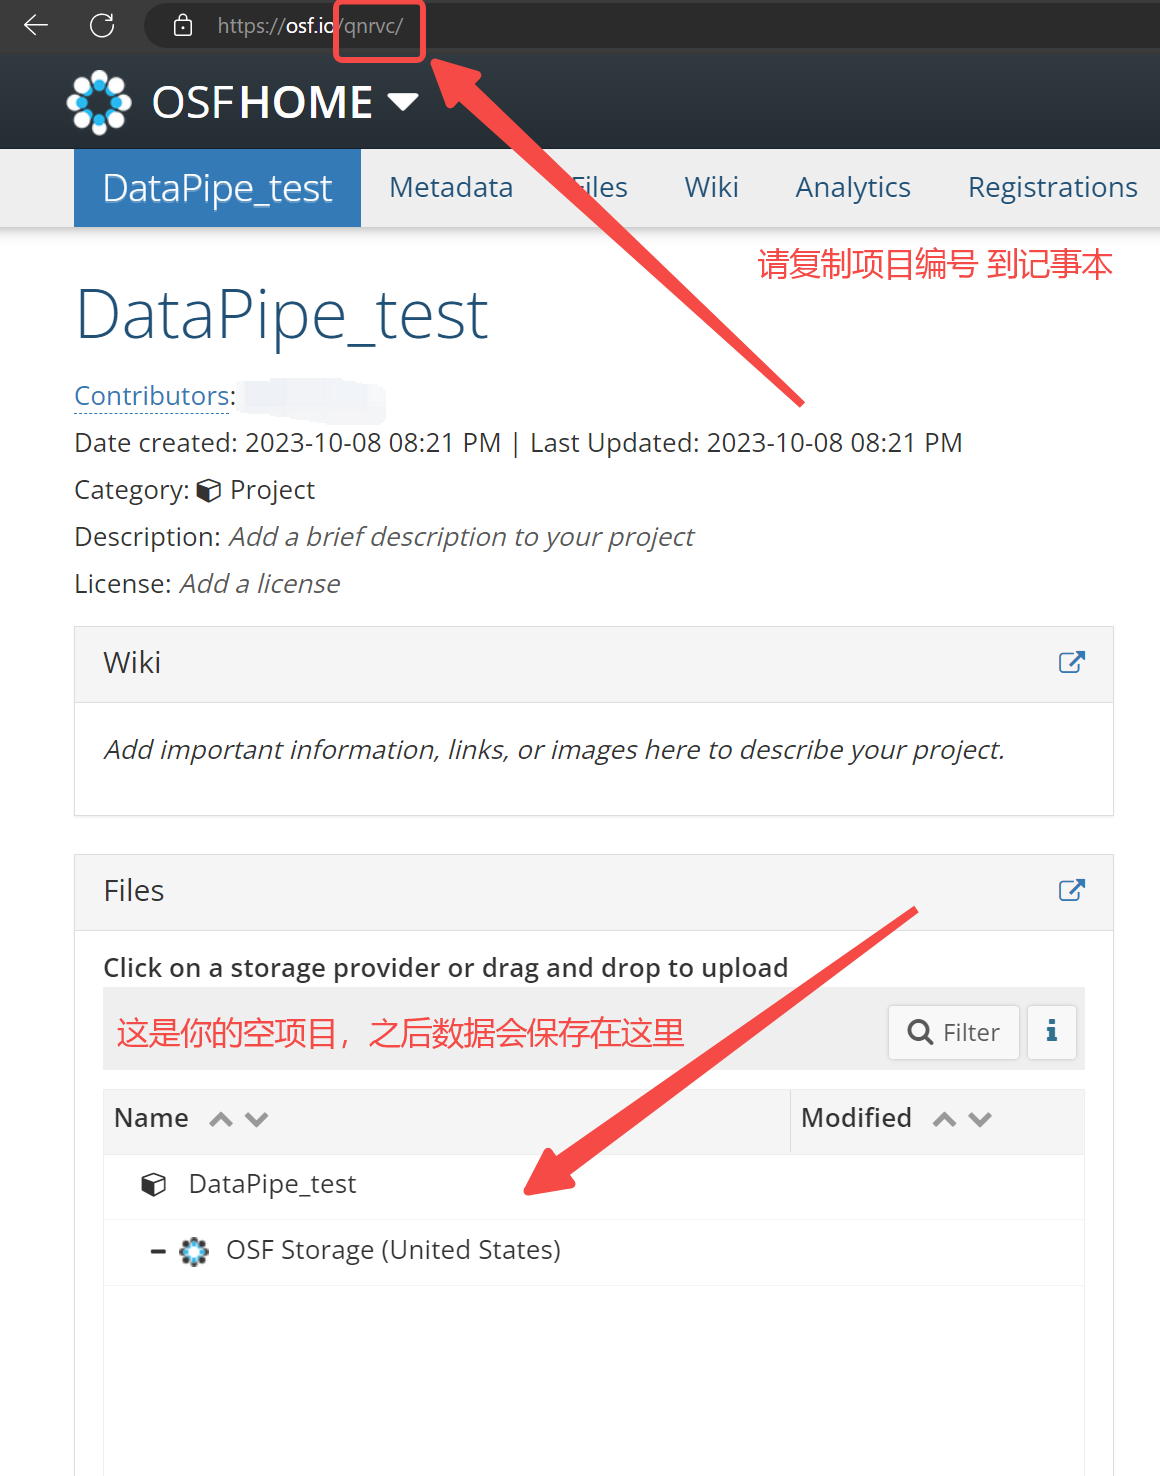 https://osf.io/qnrvc/
OSFHOME
DataPipe_test Metadata Files Wiki Analytics Registrations
请复制项目编号 到记事本
DataPipe_test
Contributors:
Date created: 2023-10-08 08:21 PM | Last Updated: 2023-10-08 08:21 PM
Category: Project
Description: Add a brief description to your project
License: Add a license
Wiki
Add important information, links, or images here to describe your project.
Files
Click on a storage provider or drag and drop to upload
这是你的空项目，之后数据会保存在这里 Filter i
Name Modified
DataPipe_test
OSF Storage (United States)